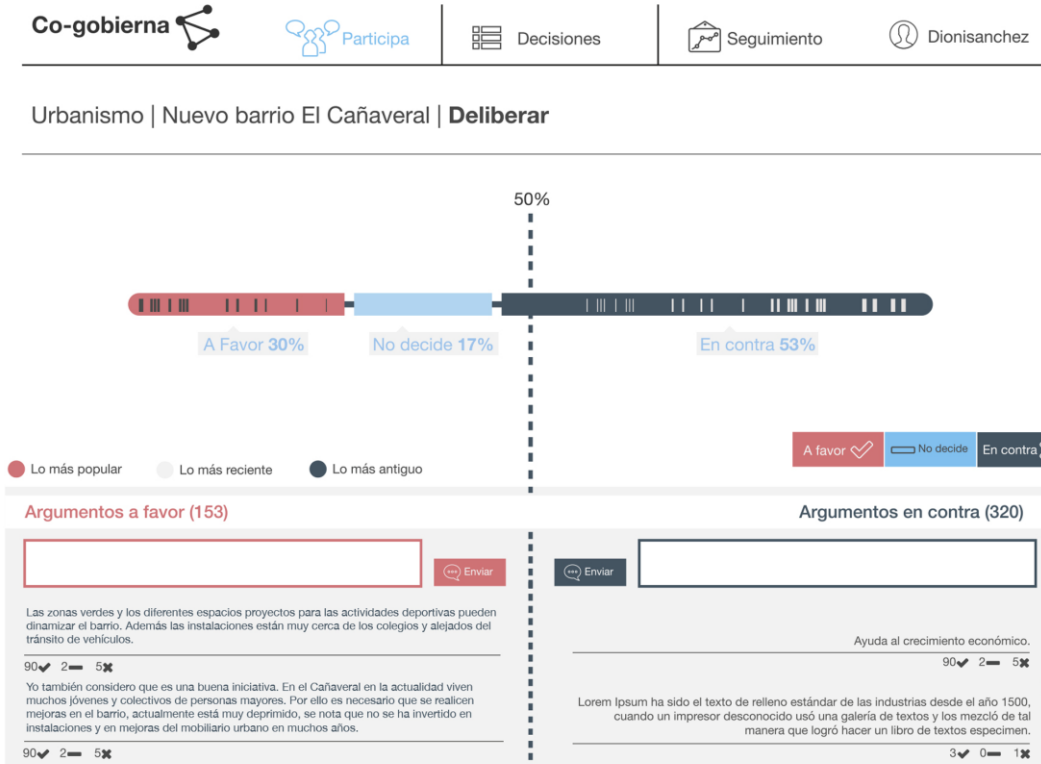 Co-gobierna
Participa
Decisiones
Seguimiento
Dionisanchez
Urbanismo | Nuevo barrio El Cañaveral | Deliberar
50%
A Favor 30%
No decide 17%
En contra 53%
Lo más popular
Lo más reciente
Lo más antiguo
A favor
No decide
En contra
Argumentos a favor (153)
Argumentos en contra (320)
Enviar
Enviar
Las zonas verdes y los diferentes espacios proyectos para las actividades deportivas pueden
dinamizar el barrio. Además las instalaciones están muy cerca de los colegios y alejados del
tránsito de vehículos.
90 2 5
Yo también considero que es una buena iniciativa. En el Cañaveral en la actualidad viven
muchos jóvenes y colectivos de personas mayores. Por ello es necesario que se realicen
mejoras en el barrio, actualmente está muy deprimido, se nota que no se ha invertido en
instalaciones y en mejoras del mobiliario urbano en muchos años.
90 2 5
Ayuda al crecimiento económico.
90 2 5
Lorem Ipsum ha sido el texto de relleno estándar de las industrias desde el año 1500,
cuando un impresor desconocido usó una galería de textos y los mezcló de tal
manera que logró hacer un libro de textos especimen.
3 0 1